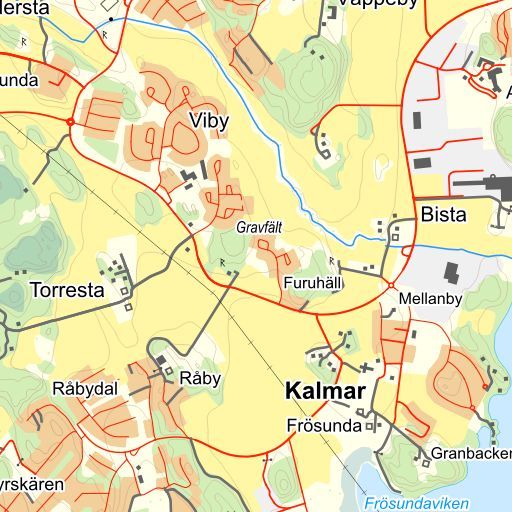 lersta
Väppeby
unda
Viby
Gravfält
Bista
Torresta
Furuhäll
Mellanby
Råby
Råbydal
Kalmar
Frösunda
Granbacken
yrskären
Frösundaviken
R
R
R
R
R